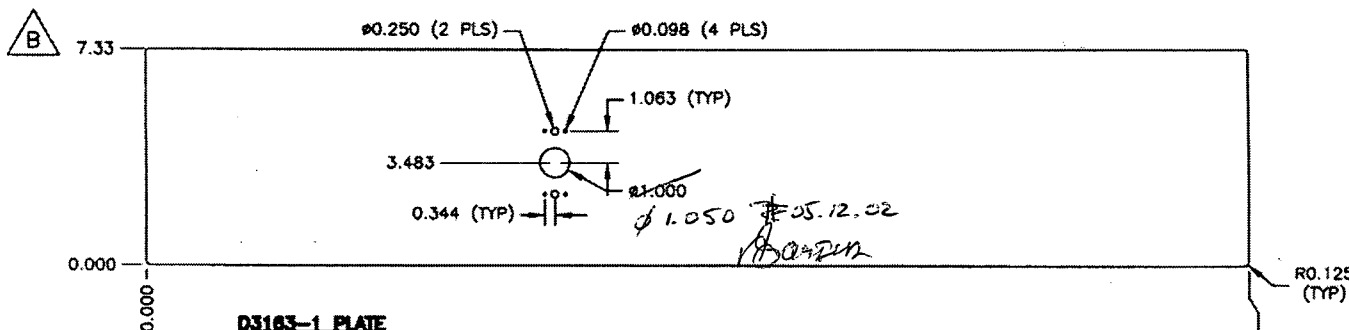 B
7.33
ø0.250 (2 PLS)
ø0.098 (4 PLS)
1.063 (TYP)
3.483
ø1.000
0.344 (TYP)
ø 1.050
05.12.02
0.000
R0.125
(TYP)
0.000
D3163-1 PLATE